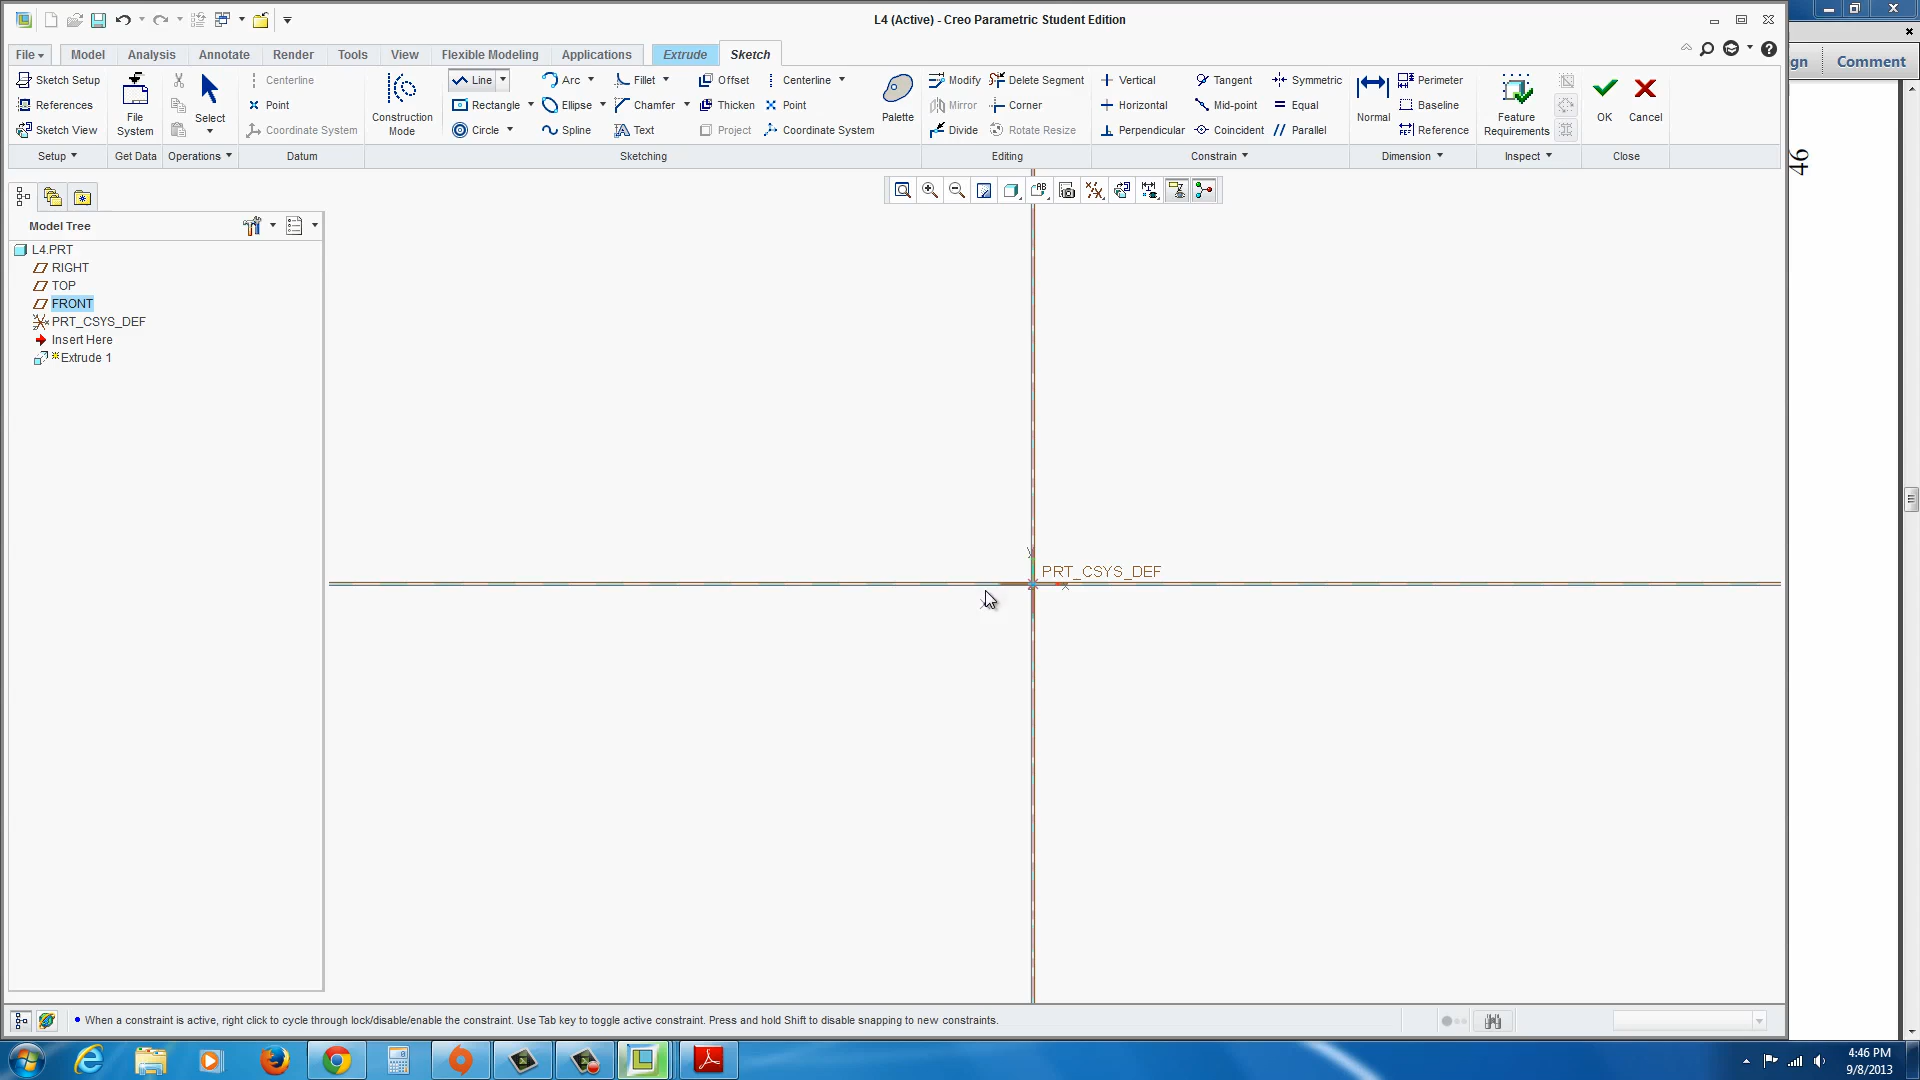 L4 (Active) - Creo Parametric Student Edition
File Model Analysis Annotate Render Tools View Flexible Modeling Applications Extrude Sketch
Comment
Sketch Setup
References
Sketch View
Setup
File System
Get Data
Select
Operations
Centerline
Point
Coordinate System
Datum
Construction Mode
Line Arc Fillet Offset Centerline
Rectangle Ellipse Chamfer Thicken Point
Circle Spline Text Project Coordinate System
Palette
Sketching
Modify Delete Segment
Mirror Corner
Divide Rotate Resize
Editing
Vertical Tangent Symmetric
Horizontal Mid-point Equal
Perpendicular Coincident Parallel
Constrain
Normal
Perimeter
Baseline
Reference
Dimension
Feature Requirements
Inspect
OK
Cancel
Close
gn
46
Model Tree
L4.PRT
RIGHT
TOP
FRONT
PRT_CSYS_DEF
Insert Here
Extrude 1
PRT_CSYS_DEF
When a constraint is active, right click to cycle through lock/disable/enable the constraint. Use Tab key to toggle active constraint. Press and hold Shift to disable snapping to new constraints.
4:46 PM
9/8/2013